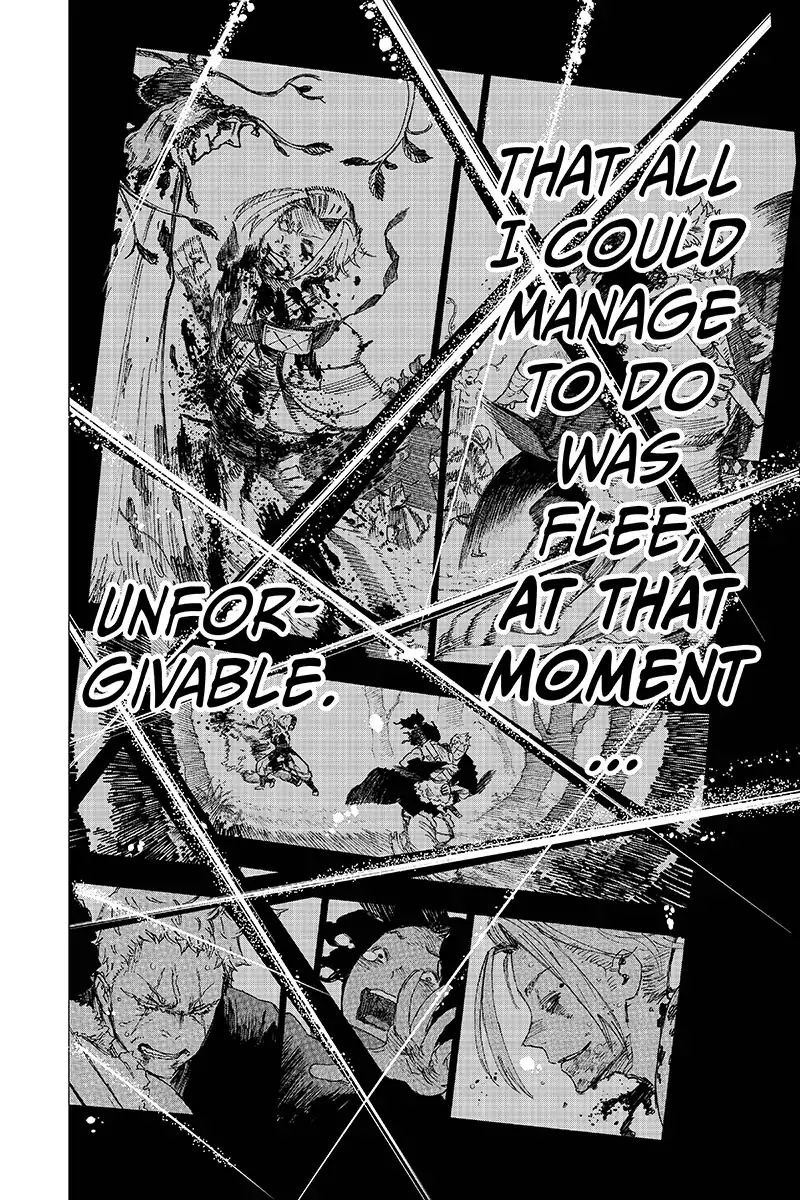 THAT ALL
I COULD
MANAGE
TO DO
WAS
FLEE,
AT THAT
MOMENT
...
UNFOR-
GIVABLE.